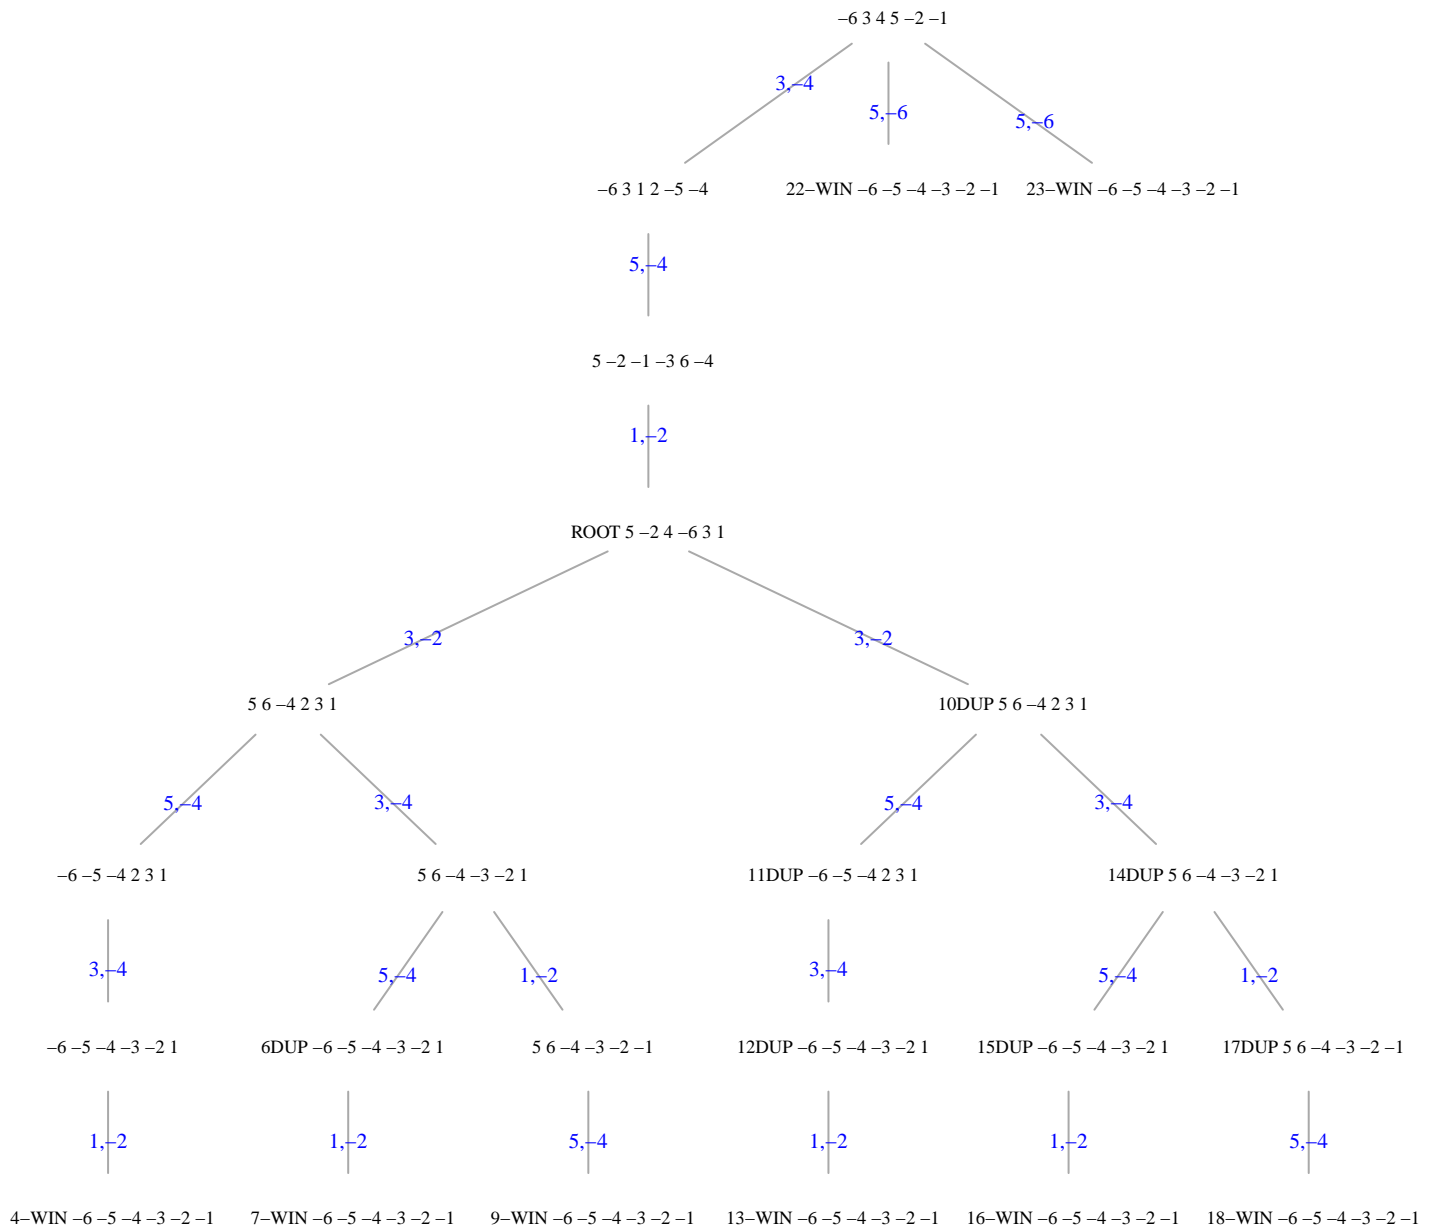 –6 3 4 5 –2 –1
3,–4
5,–6
5,–6
–6 3 1 2 –5 –4
22–WIN –6 –5 –4 –3 –2 –1
23–WIN –6 –5 –4 –3 –2 –1
5,–4
5 –2 –1 –3 6 –4
1,–2
ROOT 5 –2 4 –6 3 1
3,–2
3,–2
5 6 –4 2 3 1
10DUP 5 6 –4 2 3 1
5,–4
3,–4
5,–4
3,–4
–6 –5 –4 2 3 1
5 6 –4 –3 –2 1
11DUP –6 –5 –4 2 3 1
14DUP 5 6 –4 –3 –2 1
3,–4
5,–4
1,–2
3,–4
5,–4
1,–2
–6 –5 –4 –3 –2 1
6DUP –6 –5 –4 –3 –2 1
5 6 –4 –3 –2 –1
12DUP –6 –5 –4 –3 –2 1
15DUP –6 –5 –4 –3 –2 1
17DUP 5 6 –4 –3 –2 –1
1,–2
1,–2
5,–4
1,–2
1,–2
5,–4
4–WIN –6 –5 –4 –3 –2 –1
7–WIN –6 –5 –4 –3 –2 –1
9–WIN –6 –5 –4 –3 –2 –1
13–WIN –6 –5 –4 –3 –2 –1
16–WIN –6 –5 –4 –3 –2 –1
18–WIN –6 –5 –4 –3 –2 –1